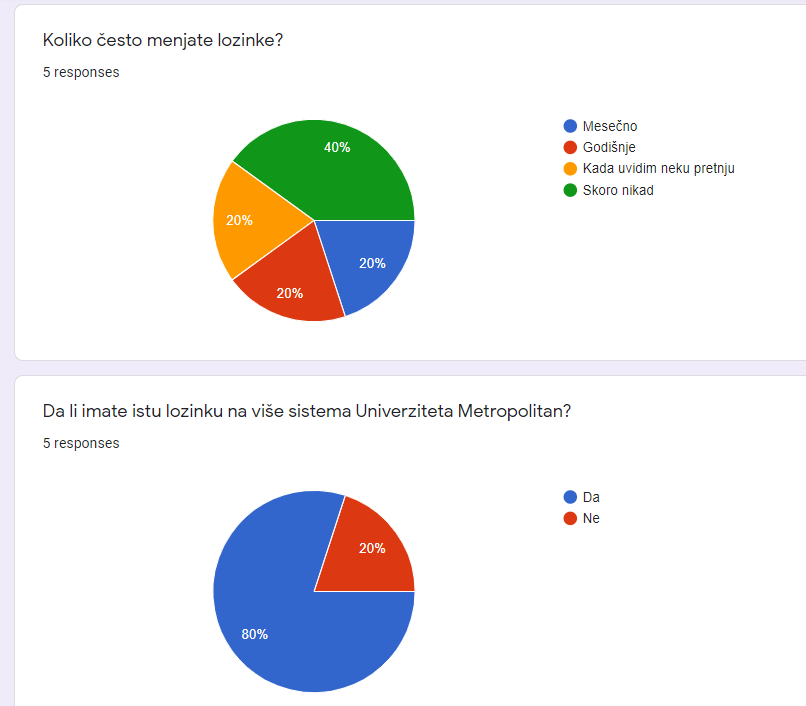 Koliko često menjate lozinke?
5 responses
40%
20%
20%
20%
Mesečno
Godišnje
Kada uvidim neku pretnju
Skoro nikad
Da li imate istu lozinku na više sistema Univerziteta Metropolitan?
5 responses
20%
80%
Da
Ne